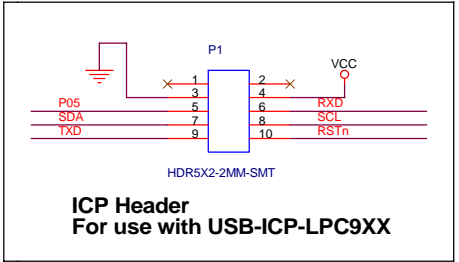 P1
VCC
1 2
3 4
P05 5 6 RXD
SDA 7 8 SCL
TXD 9 10 RSTn
HDR5X2-2MM-SMT
ICP Header
For use with USB-ICP-LPC9XX